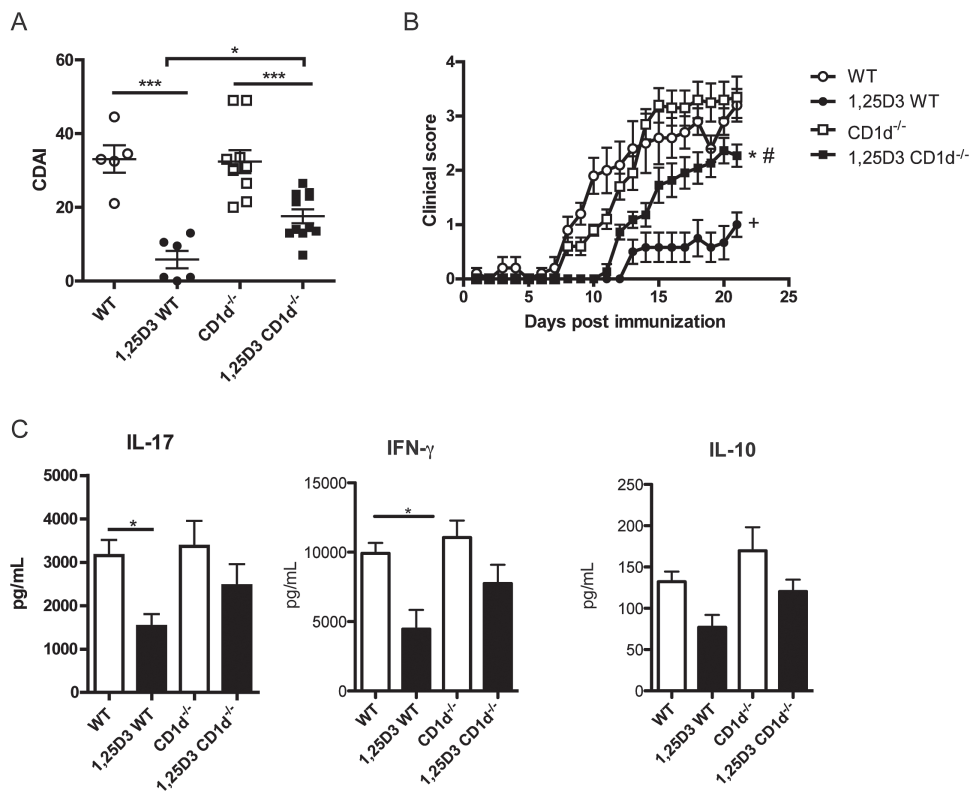 A
CDAI
60
40
20
0
*
***
***
WT
1,25D3 WT
CD1d-/-
1,25D3 CD1d-/-
B
Clinical score
4
3
2
1
0
0
5
10
15
20
25
Days post immunization
* #
+
WT
1,25D3 WT
CD1d-/-
1,25D3 CD1d-/-
C
IL-17
pg/mL
5000
4000
3000
2000
1000
0
*
WT
1,25D3 WT
CD1d-/-
1,25D3 CD1d-/-
IFN-γ
pg/mL
15000
10000
5000
0
*
WT
1,25D3 WT
CD1d-/-
1,25D3 CD1d-/-
IL-10
pg/mL
250
200
150
100
50
0
WT
1,25D3 WT
CD1d-/-
1,25D3 CD1d-/-